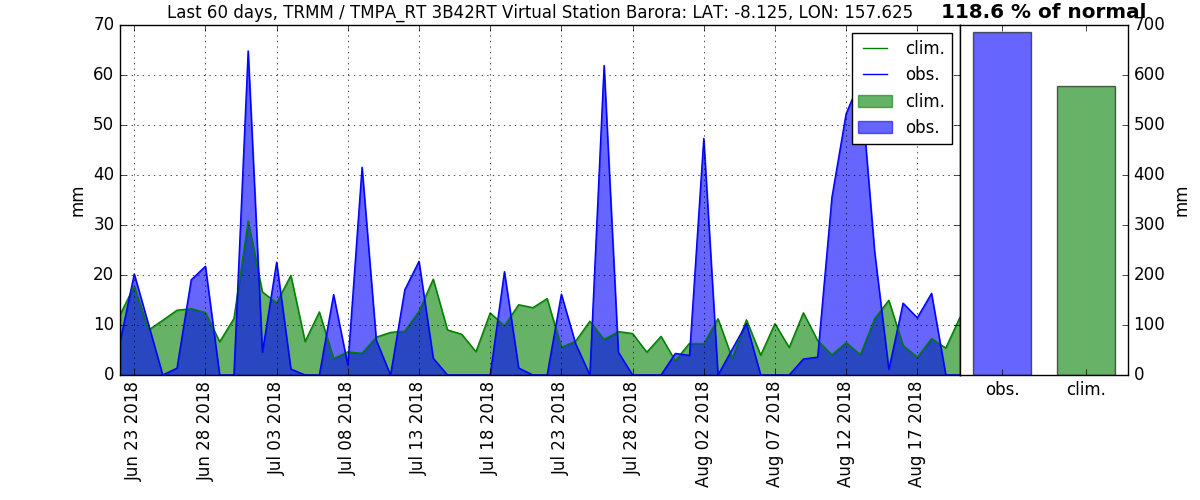 Last 60 days, TRMM / TMPA_RT 3B42RT Virtual Station Barora: LAT: -8.125, LON: 157.625
118.6 % of normal
70
60
50
40
30
20
10
0
mm
clim.
obs.
clim.
obs.
700
600
500
400
300
200
100
0
mm
Jun 23 2018
Jun 28 2018
Jul 03 2018
Jul 08 2018
Jul 13 2018
Jul 18 2018
Jul 23 2018
Jul 28 2018
Aug 02 2018
Aug 07 2018
Aug 12 2018
Aug 17 2018
obs.
clim.